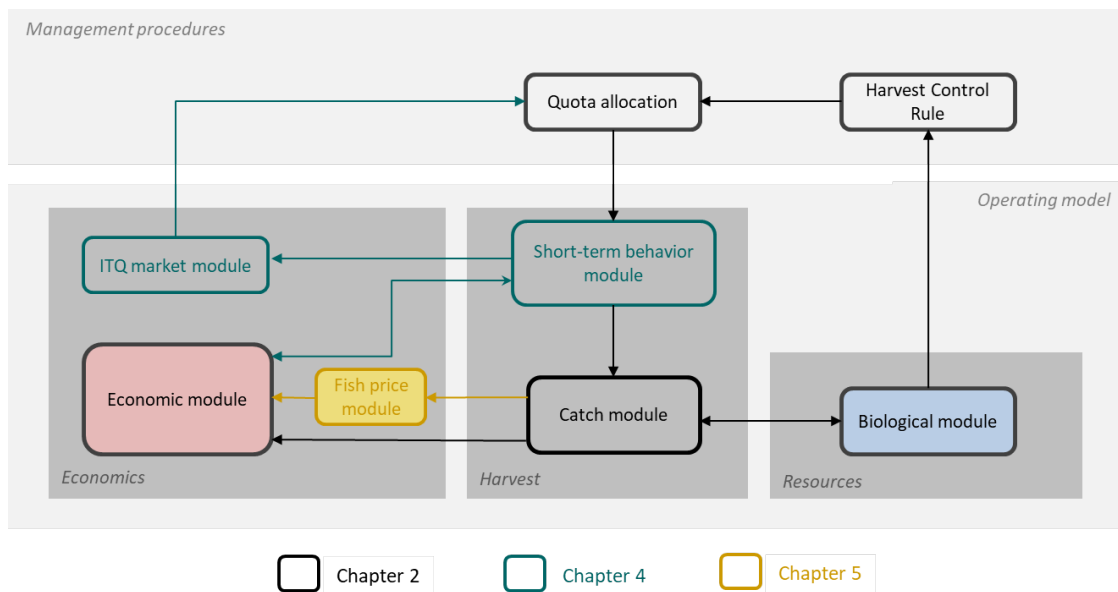 Management procedures
Quota allocation
Harvest Control
Rule
Operating model
ITQ market module
Short-term behavior
module
Economic module
Fish price
module
Catch module
Biological module
Economics
Harvest
Resources
Chapter 2
Chapter 4
Chapter 5